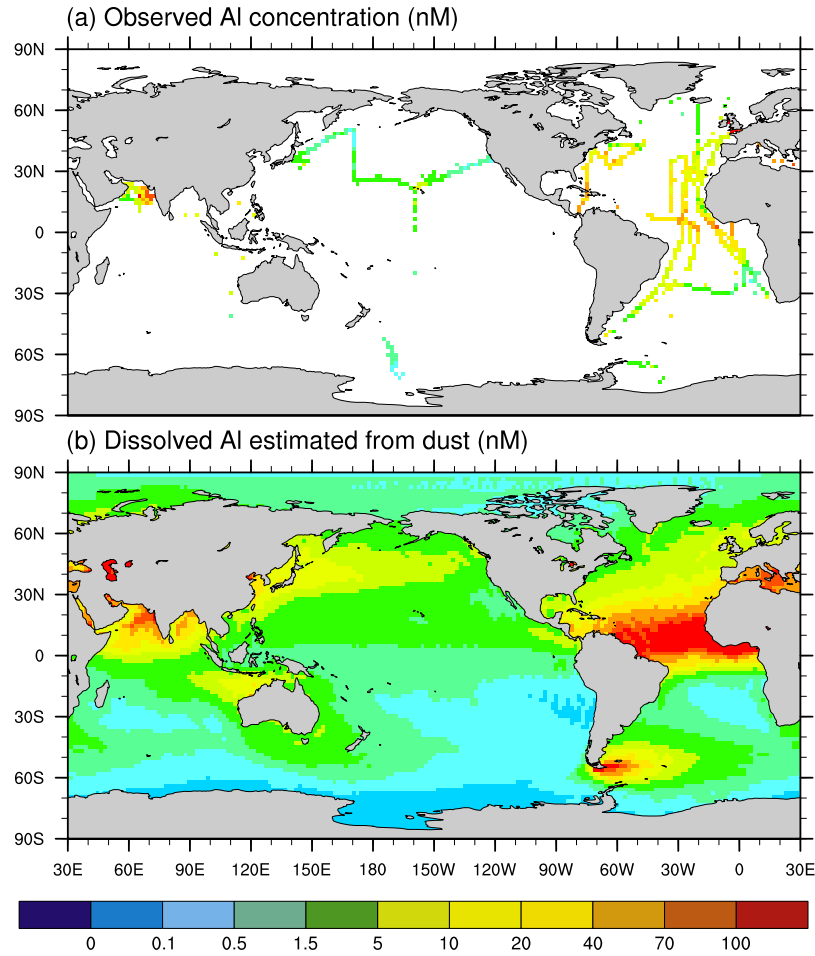 (a) Observed Al concentration (nM)
90N
60N
30N
0
30S
60S
90S
(b) Dissolved Al estimated from dust (nM)
90N
60N
30N
0
30S
60S
90S
30E 60E 90E 120E 150E 180 150W 120W 90W 60W 30W 0 30E
0 0.1 0.5 1.5 5 10 20 40 70 100